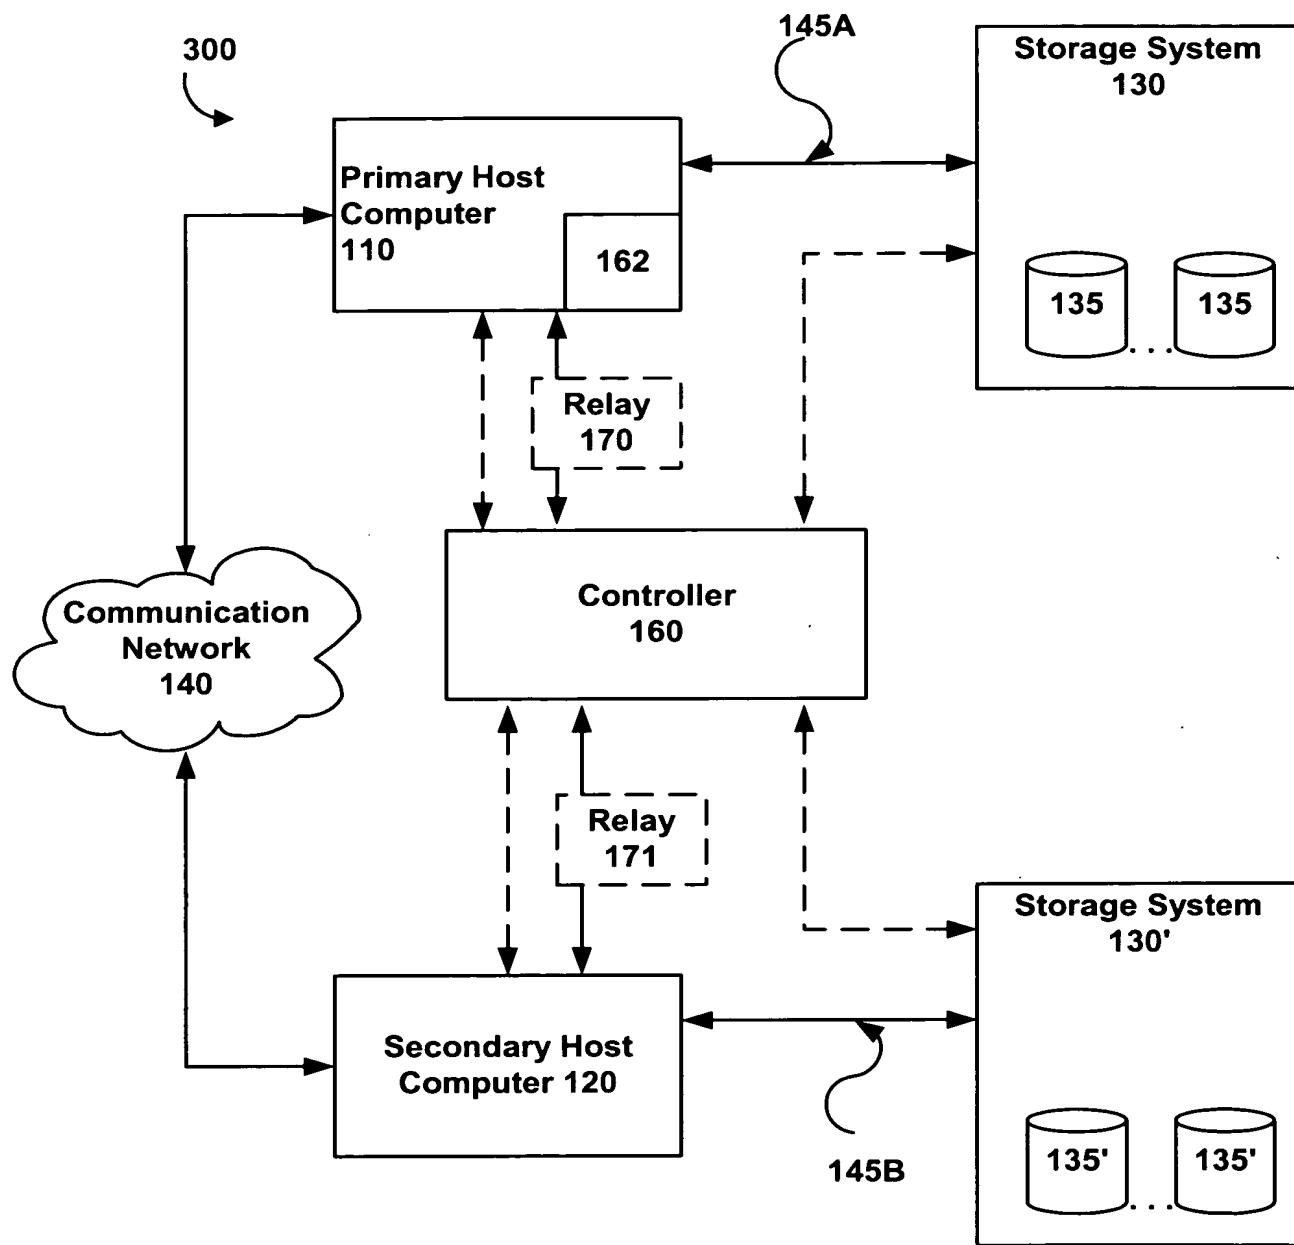 300
145A
Storage System
130
Primary Host
Computer
110
162
135
135
...
Relay
170
Controller
160
Communication
Network
140
Relay
171
Storage System
130'
Secondary Host
Computer 120
145B
135'
135'
...